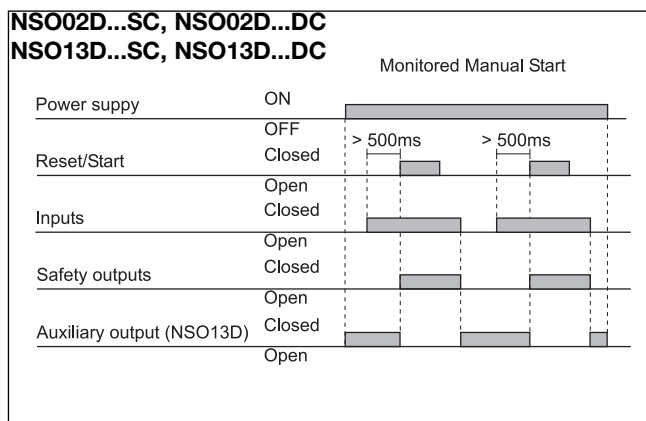 NSO02D...SC, NSO02D...DC
NSO13D...SC, NSO13D...DC
Monitored Manual Start
Power suppy
ON
OFF
> 500ms
> 500ms
Reset/Start
Closed
Open
Inputs
Closed
Open
Safety outputs
Closed
Open
Auxiliary output (NSO13D)
Closed
Open